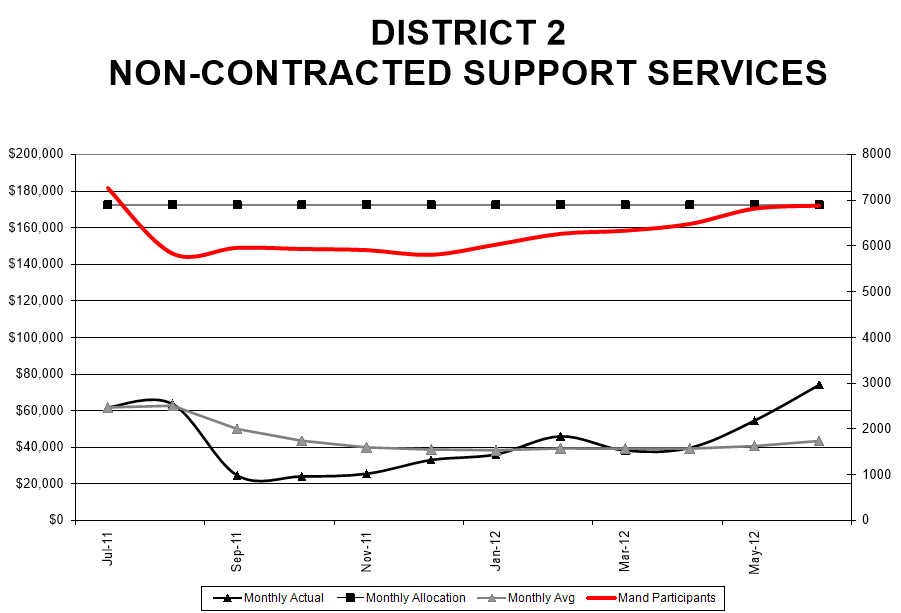 DISTRICT 2
NON-CONTRACTED SUPPORT SERVICES
$200,000
$180,000
$160,000
$140,000
$120,000
$100,000
$80,000
$60,000
$40,000
$20,000
$0
8000
7000
6000
5000
4000
3000
2000
1000
0
Jul-11
Sep-11
Nov-11
Jan-12
Mar-12
May-12
Monthly Actual
Monthly Allocation
Monthly Avg
Mand Participants